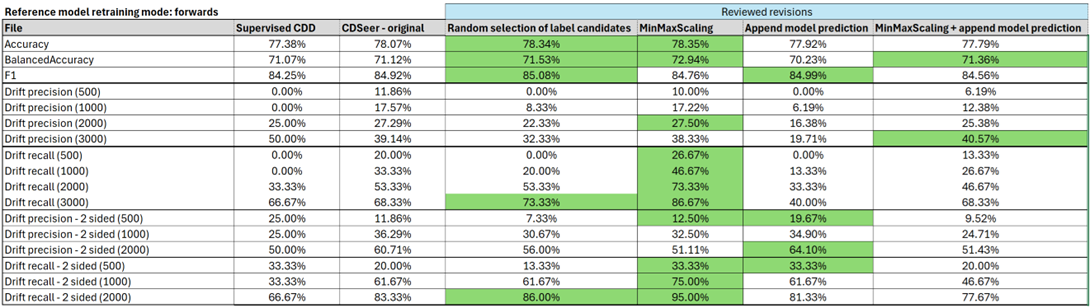 Reference model retraining mode: forwards Reviewed revisions
File Supervised CDD CDSeer - original Random selection of label candidates MinMaxScaling Append model prediction MinMaxScaling + append model prediction
Accuracy 77.38% 78.07% 78.34% 78.35% 77.92% 77.79%
BalancedAccuracy 71.07% 71.12% 71.53% 72.94% 70.23% 71.36%
F1 84.25% 84.92% 85.08% 84.76% 84.99% 84.56%
Drift precision (500) 0.00% 11.86% 0.00% 10.00% 0.00% 6.19%
Drift precision (1000) 0.00% 17.57% 8.33% 17.22% 6.19% 12.38%
Drift precision (2000) 25.00% 27.29% 22.33% 27.50% 16.38% 25.38%
Drift precision (3000) 50.00% 39.14% 32.33% 38.33% 19.71% 40.57%
Drift recall (500) 0.00% 20.00% 0.00% 26.67% 0.00% 13.33%
Drift recall (1000) 0.00% 33.33% 20.00% 46.67% 13.33% 26.67%
Drift recall (2000) 33.33% 53.33% 53.33% 73.33% 33.33% 46.67%
Drift recall (3000) 66.67% 68.33% 73.33% 86.67% 40.00% 68.33%
Drift precision - 2 sided (500) 25.00% 11.86% 7.33% 12.50% 19.67% 9.52%
Drift precision - 2 sided (1000) 25.00% 36.29% 30.67% 32.50% 34.90% 24.71%
Drift precision - 2 sided (2000) 50.00% 60.71% 56.00% 51.11% 64.10% 51.43%
Drift recall - 2 sided (500) 33.33% 20.00% 13.33% 33.33% 33.33% 20.00%
Drift recall - 2 sided (1000) 33.33% 61.67% 61.67% 75.00% 61.67% 46.67%
Drift recall - 2 sided (2000) 66.67% 83.33% 86.00% 95.00% 81.33% 77.67%